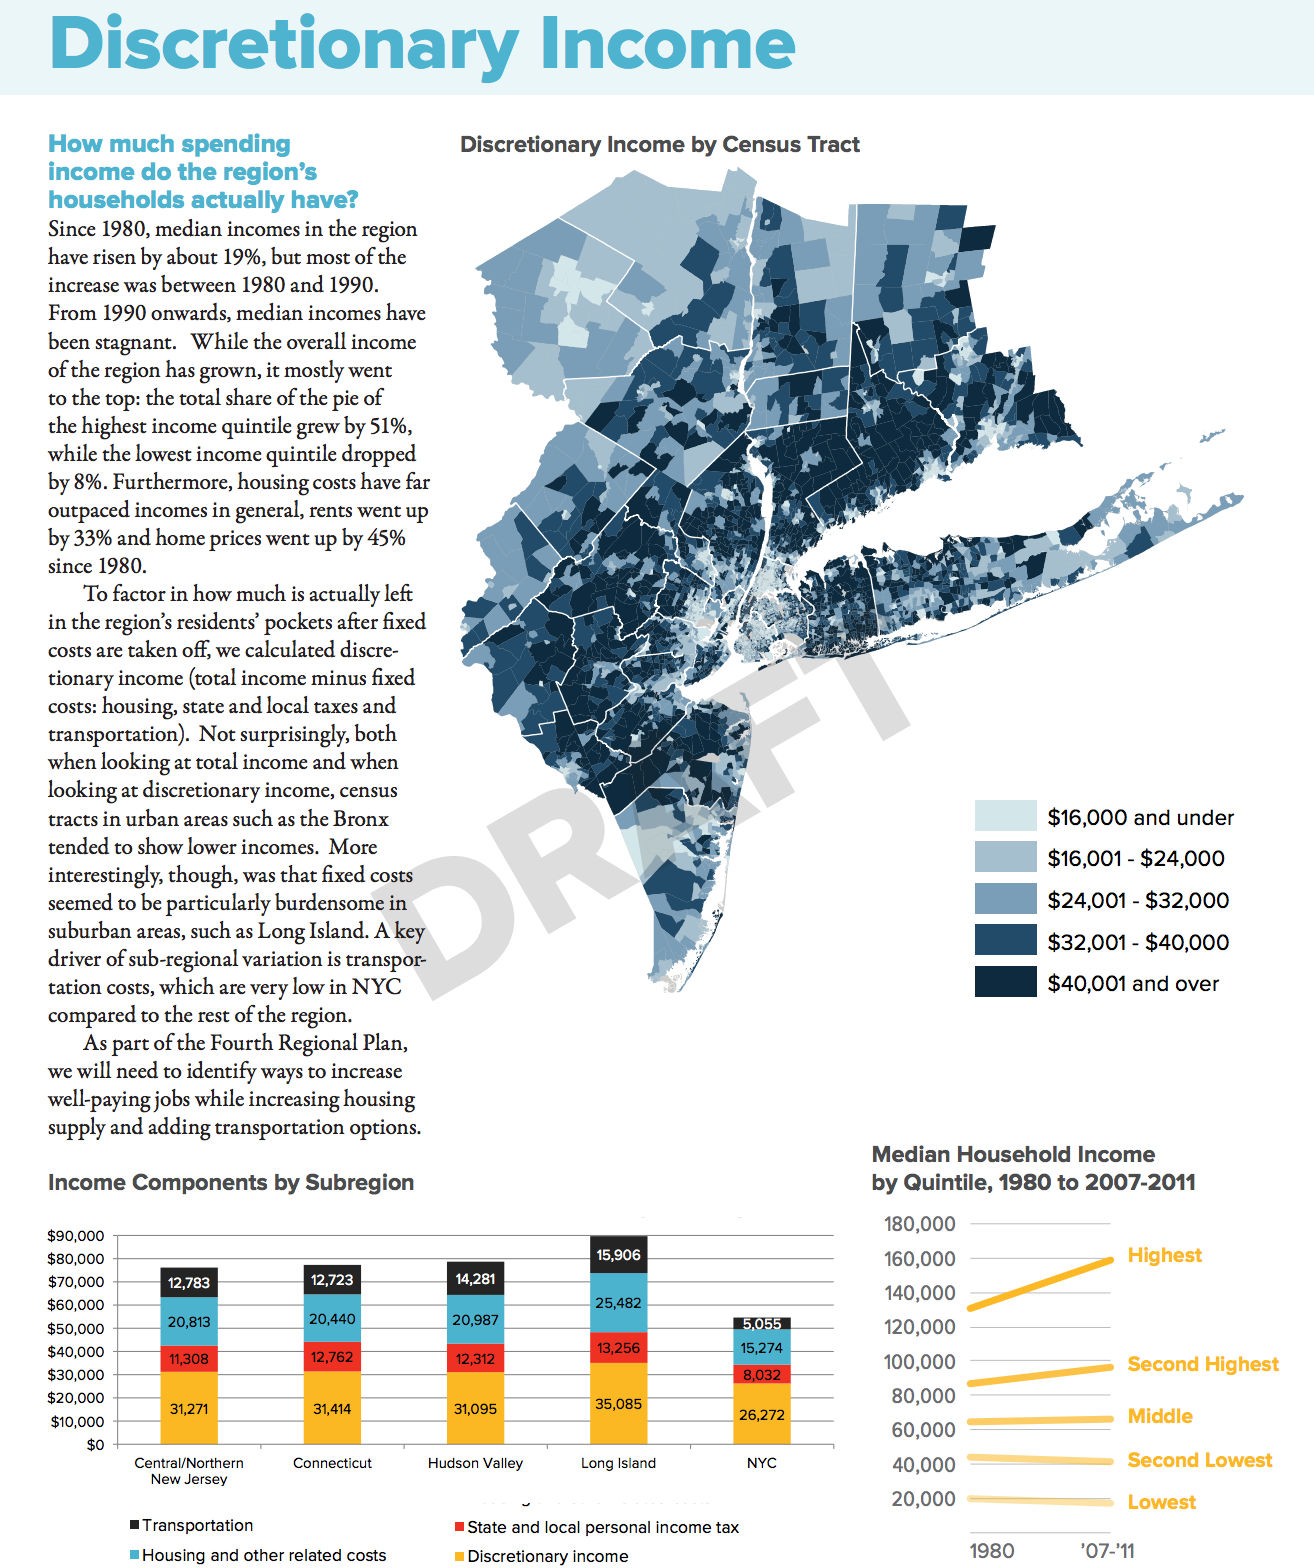 Discretionary Income
How much spending
income do the region's
households actually have?
Since 1980, median incomes in the region
have risen by about 19%, but most of the
increase was between 1980 and 1990.
From 1990 onwards, median incomes have
been stagnant.   While the overall income
of the region has grown, it mostly went
to the top: the total share of the pie of
the highest income quintile grew by 51%,
while the lowest income quintile dropped
by 8%. Furthermore, housing costs have far
outpaced incomes in general, rents went up
by 33% and home prices went up by 45%
since 1980.
To factor in how much is actually left
in the region's residents' pockets after fixed
costs are taken off, we calculated discre-
tionary income (total income minus fixed
costs: housing, state and local taxes and
transportation).  Not surprisingly, both
when looking at total income and when
looking at discretionary income, census
tracts in urban areas such as the Bronx
tended to show lower incomes.  More
interestingly, though, was that fixed costs
seemed to be particularly burdensome in
suburban areas, such as Long Island. A key
driver of sub-regional variation is transpor-
tation costs, which are very low in NYC
compared to the rest of the region.
As part of the Fourth Regional Plan,
we will need to identify ways to increase
well-paying jobs while increasing housing
supply and adding transportation options.
Discretionary Income by Census Tract
DRAFT
$16,000 and under
$16,001 - $24,000
$24,001 - $32,000
$32,001 - $40,000
$40,001 and over
Income Components by Subregion
$90,000
$80,000
$70,000
$60,000
$50,000
$40,000
$30,000
$20,000
$10,000
$0
12,783
20,813
11,308
31,271
12,723
20,440
12,762
31,414
14,281
20,987
12,312
31,095
15,906
25,482
13,256
35,085
5,055
15,274
8,032
26,272
Central/Northern
New Jersey
Connecticut
Hudson Valley
Long Island
NYC
Transportation
State and local personal income tax
Housing and other related costs
Discretionary income
Median Household Income
by Quintile, 1980 to 2007-2011
180,000
160,000
140,000
120,000
100,000
80,000
60,000
40,000
20,000
Highest
Second Highest
Middle
Second Lowest
Lowest
1980
'07-'11